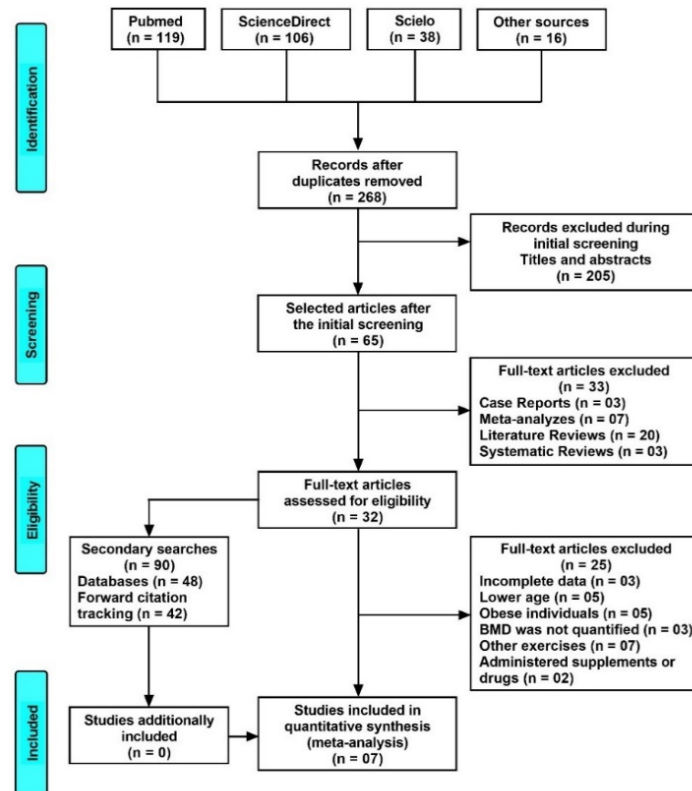 Pubmed
(n = 119)
ScienceDirect
(n = 106)
Scielo
(n = 38)
Other sources
(n = 16)
Identification
Records after
duplicates removed
(n = 268)
Records excluded during
initial screening
Titles and abstracts
(n = 205)
Screening
Selected articles after
the initial screening
(n = 65)
Full-text articles excluded
(n = 33)
Case Reports (n = 03)
Meta-analyzes (n = 07)
Literature Reviews (n = 20)
Systematic Reviews (n = 03)
Eligibility
Full-text articles
assessed for eligibility
(n = 32)
Secondary searches
(n = 90)
Databases (n = 48)
Forward citation
tracking (n = 42)
Full-text articles excluded
(n = 25)
Incomplete data (n = 03)
Lower age (n = 05)
Obese individuals (n = 05)
BMD was not quantified (n = 03)
Other exercises (n = 07)
Administered supplements or
drugs (n = 02)
Included
Studies additionally
included
(n = 0)
Studies included in
quantitative synthesis
(meta-analysis)
(n = 07)